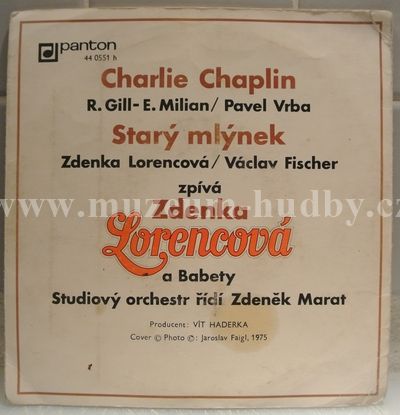 panton
44 0551 h
Charlie Chaplin
R. Gill-E. Milian/Pavel Vrba
Starý mlýnek
Zdenka Lorencová/Václav Fischer
zpívá
www.muzeum-hudby.cz
Zdenka
Lorencová
a Babety
Studiový orchestr řídí Zdeněk Marat
Producent: VÍT HADERKA
Cover © Photo ©: Jaroslav Faigl, 1975